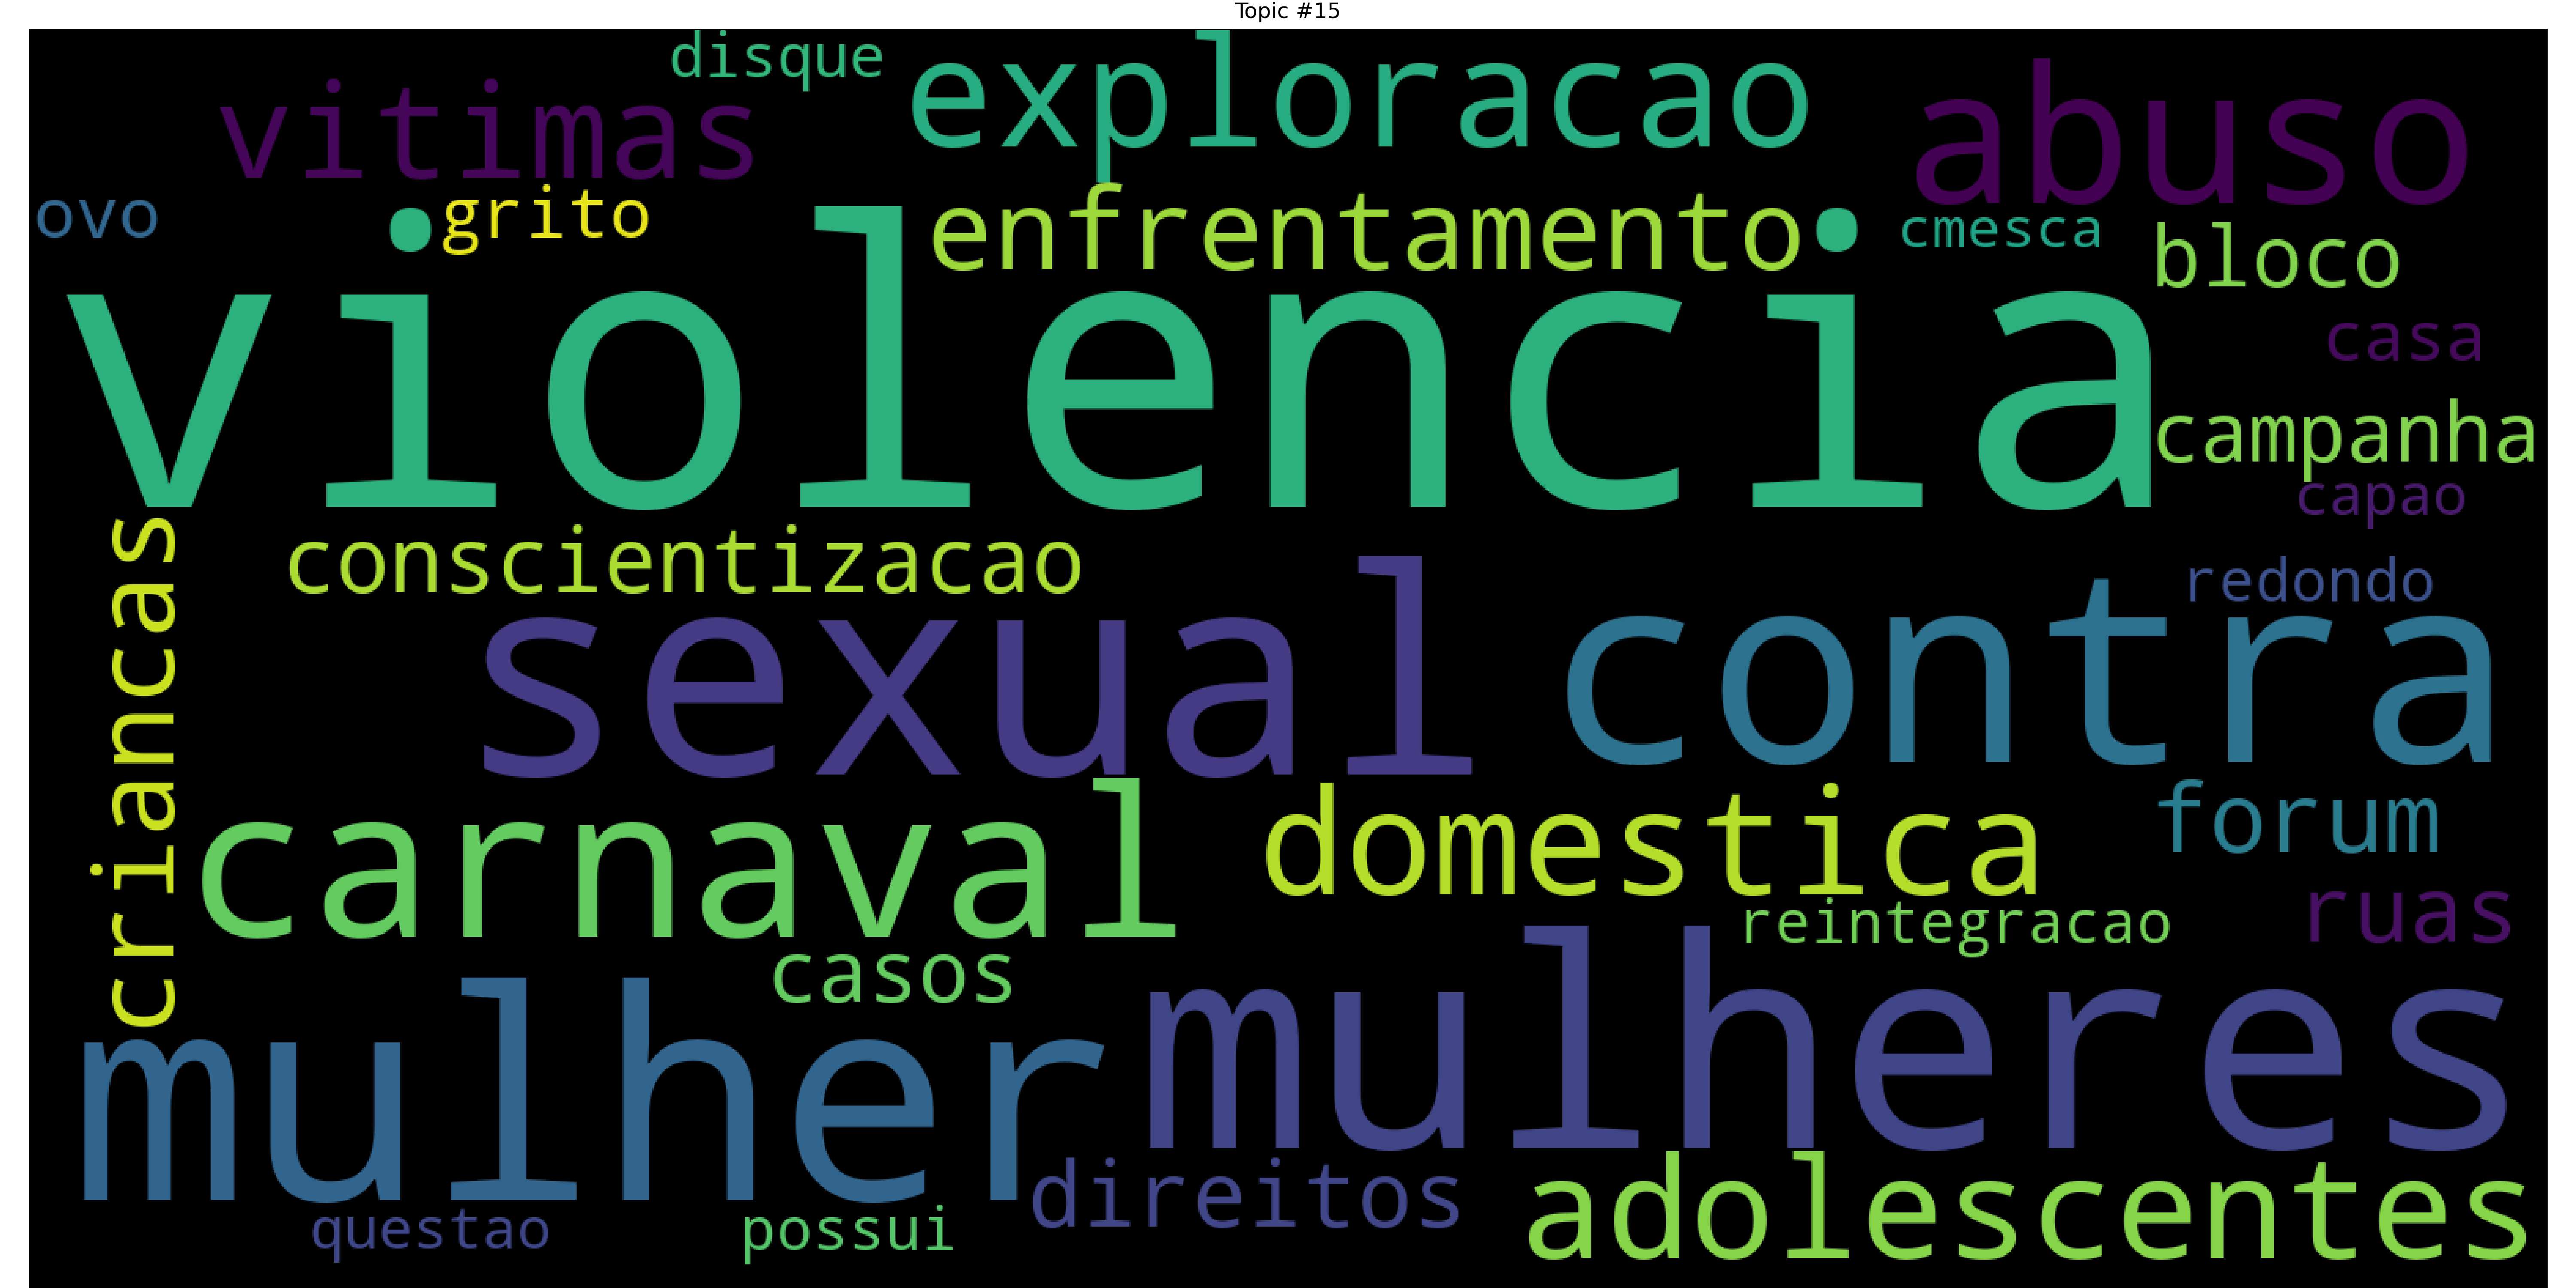 Topic #15
disque
exploracao
vitimas
abuso
ovo
grito
enfrentamento
cmesca
bloco
violencia
casa
campanha
capao
criancas
conscientizacao
redondo
sexual
contra
carnaval
domestica
forum
ruas
reintegracao
casos
mulher
mulheres
direitos
adolescentes
questao
possui